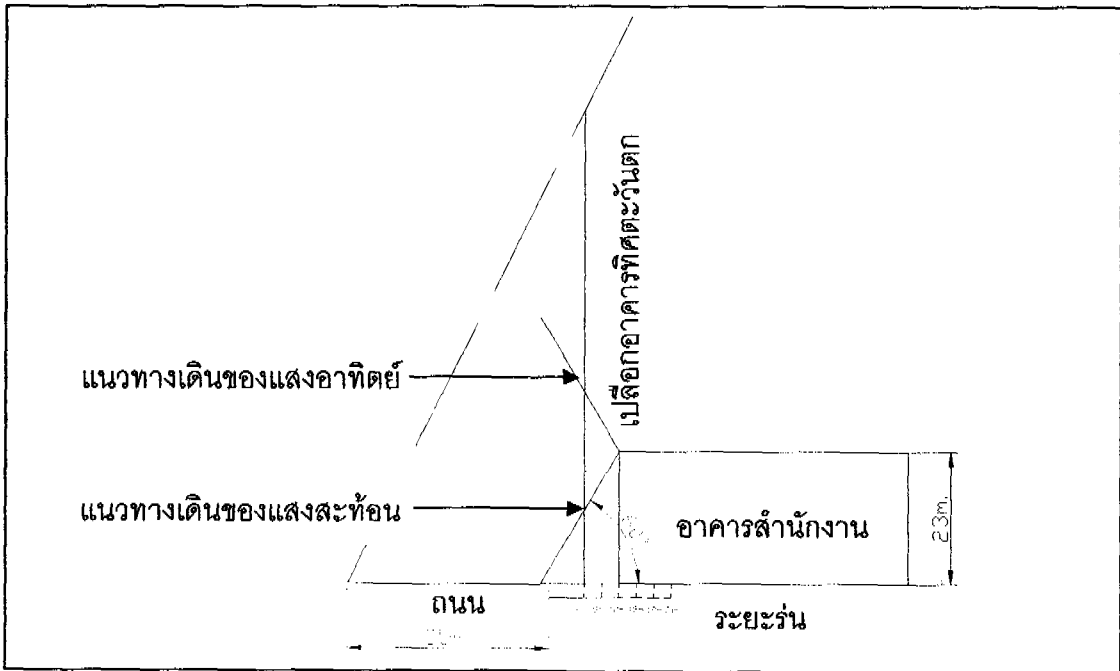 เปลือกอาคารทิศตะวันตก
แนวทางเดินของแสงอาทิตย์
แนวทางเดินของแสงสะท้อน
อาคารสำนักงาน
23m.
ถนน
ระยะร่น